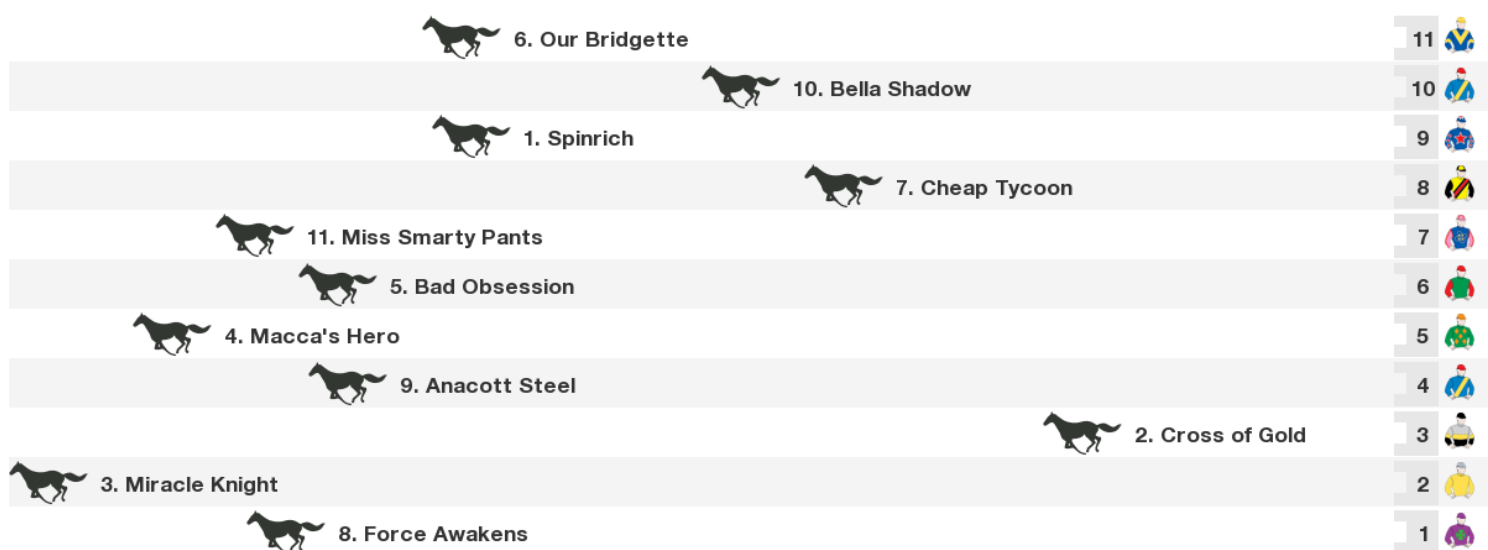 6. Our Bridgette 11
10. Bella Shadow 10
1. Spinrich 9
7. Cheap Tycoon 8
11. Miss Smarty Pants 7
5. Bad Obsession 6
4. Macca's Hero 5
9. Anacott Steel 4
2. Cross of Gold 3
3. Miracle Knight 2
8. Force Awakens 1